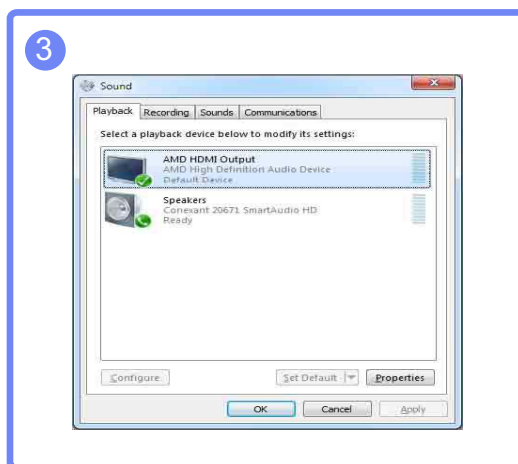 3
Sound
Playback Recording Sounds Communications
Select a playback device below to modify its settings:
AMD HDMI Output
AMD High Definition Audio Device
Default Device
Speakers
Conexant 20671 SmartAudio HD
Ready
Configure
Set Default
Properties
OK
Cancel
Apply